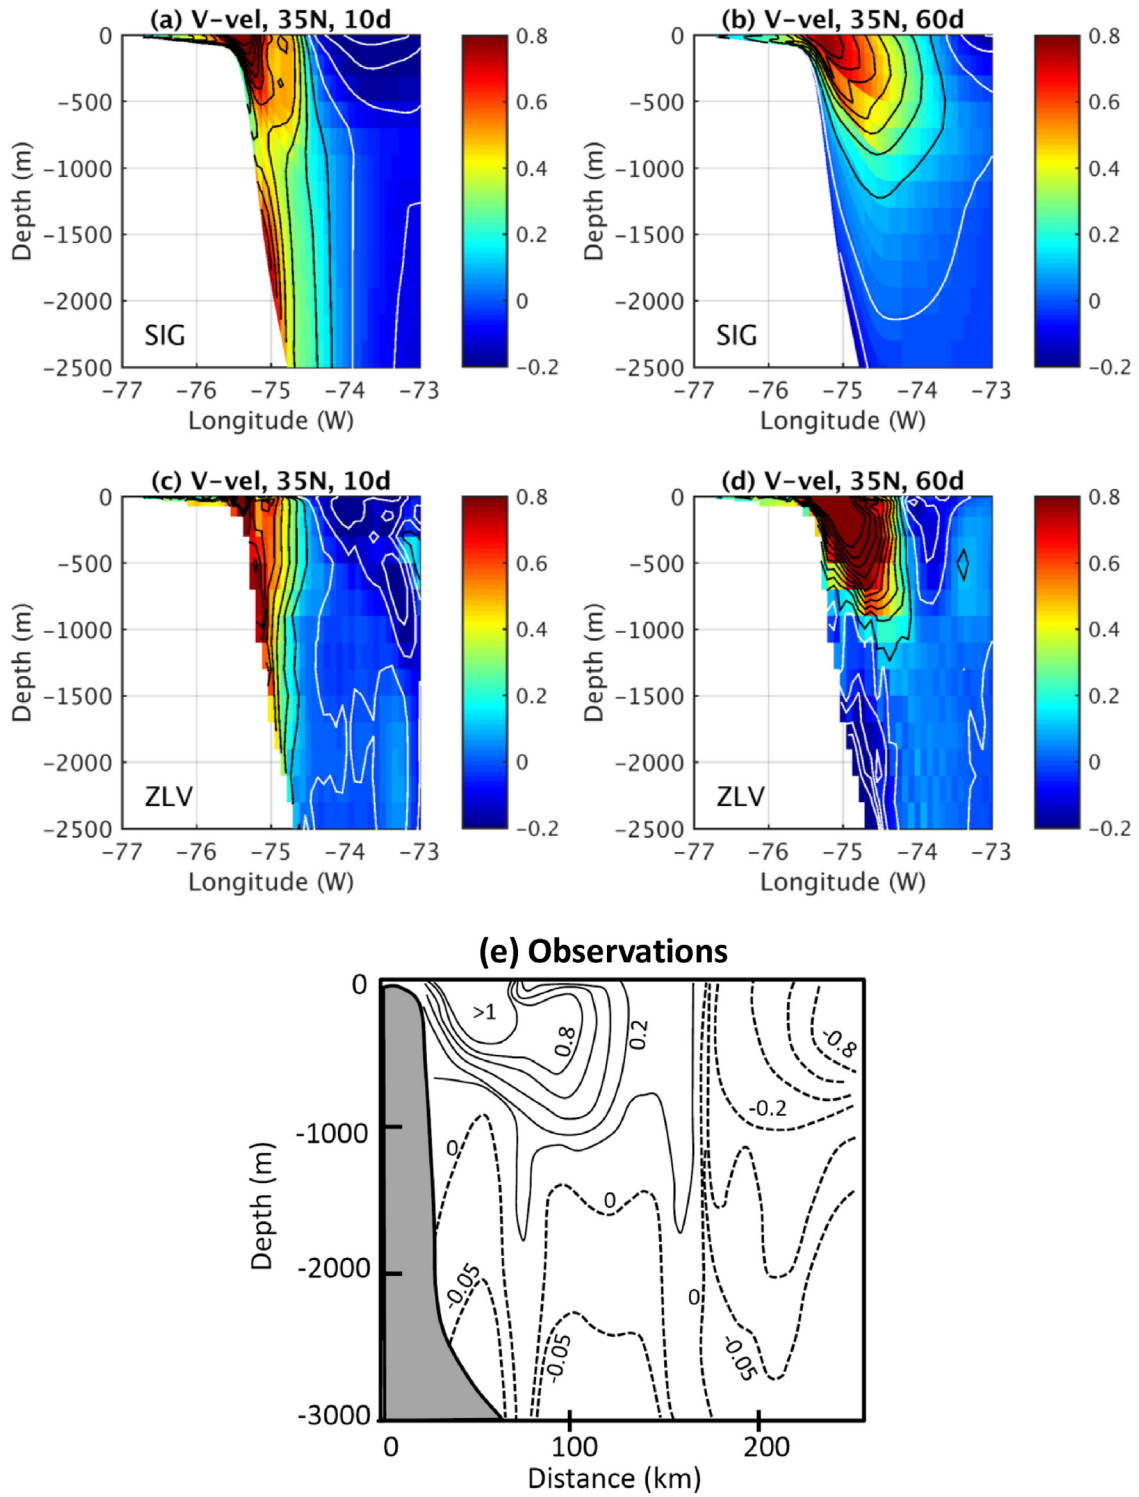 (a) V-vel, 35N, 10d
0
-500
-1000
-1500
-2000
-2500
Depth (m)
SIG
-77 -76 -75 -74 -73
Longitude (W)
0.8
0.6
0.4
0.2
0
-0.2
(b) V-vel, 35N, 60d
0
-500
-1000
-1500
-2000
-2500
Depth (m)
SIG
-77 -76 -75 -74 -73
Longitude (W)
0.8
0.6
0.4
0.2
0
-0.2
(c) V-vel, 35N, 10d
0
-500
-1000
-1500
-2000
-2500
Depth (m)
ZLV
-77 -76 -75 -74 -73
Longitude (W)
0.8
0.6
0.4
0.2
0
-0.2
(d) V-vel, 35N, 60d
0
-500
-1000
-1500
-2000
-2500
Depth (m)
ZLV
-77 -76 -75 -74 -73
Longitude (W)
0.8
0.6
0.4
0.2
0
-0.2
(e) Observations
0
-1000
-2000
-3000
Depth (m)
>1
0.8
0.2
-0.8
-0.2
0
0
0
-0.05
-0.05
-0.05
0 100 200
Distance (km)